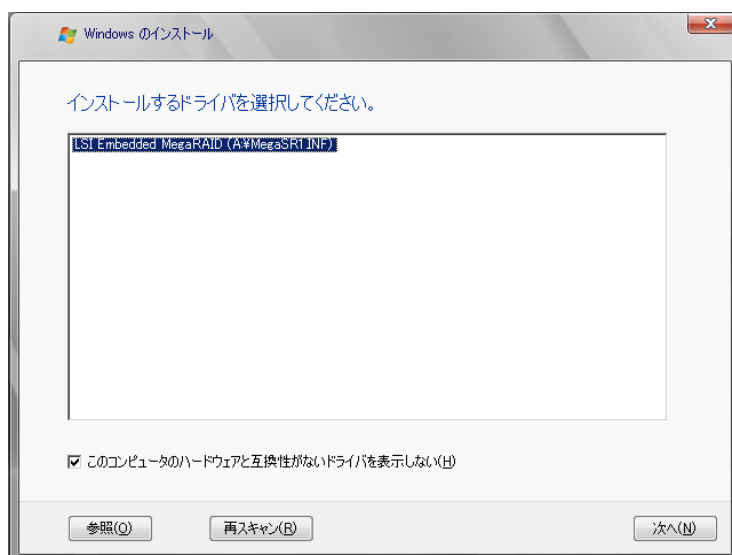 Windows のインストール
インストールするドライバを選択してください。
LSI Embedded MegaRAID (A:¥MegaSR1.INF)
このコンピュータのハードウェアと互換性がないドライバを表示しない(H)
参照(O) 再スキャン(R) 次へ(N)